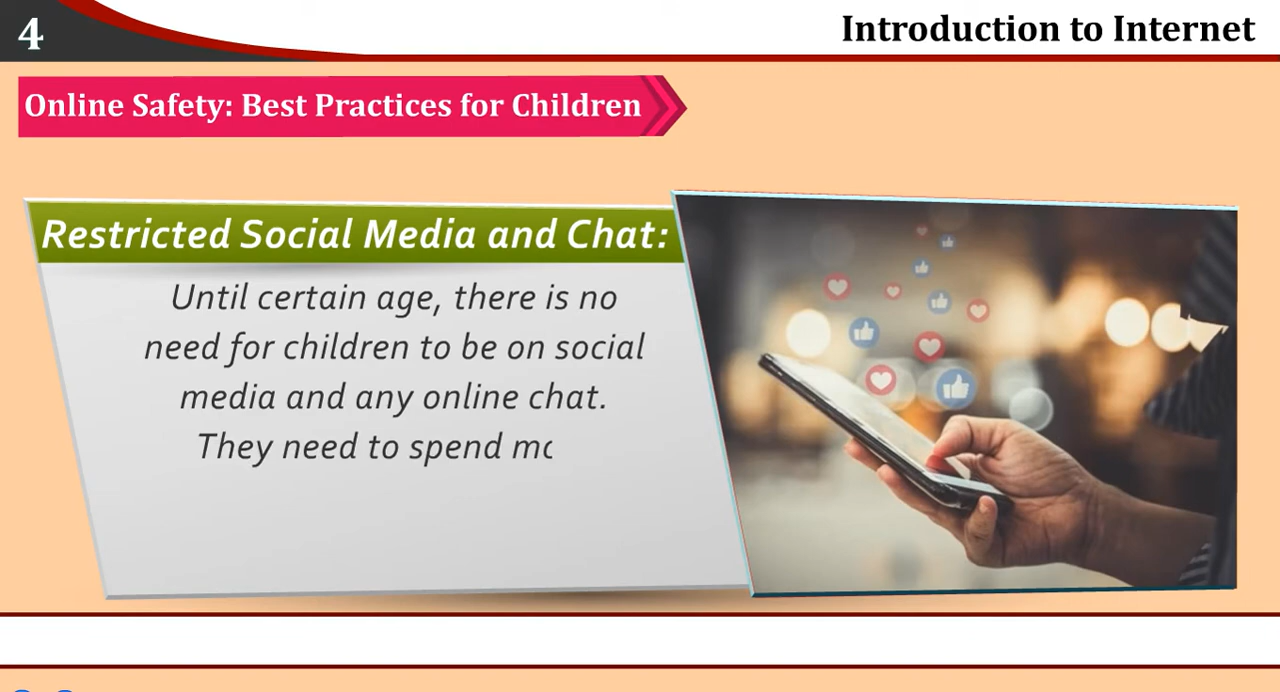 4
Introduction to Internet
Online Safety: Best Practices for Children
Restricted Social Media and Chat:
Until certain age, there is no
need for children to be on social
media and any online chat.
They need to spend